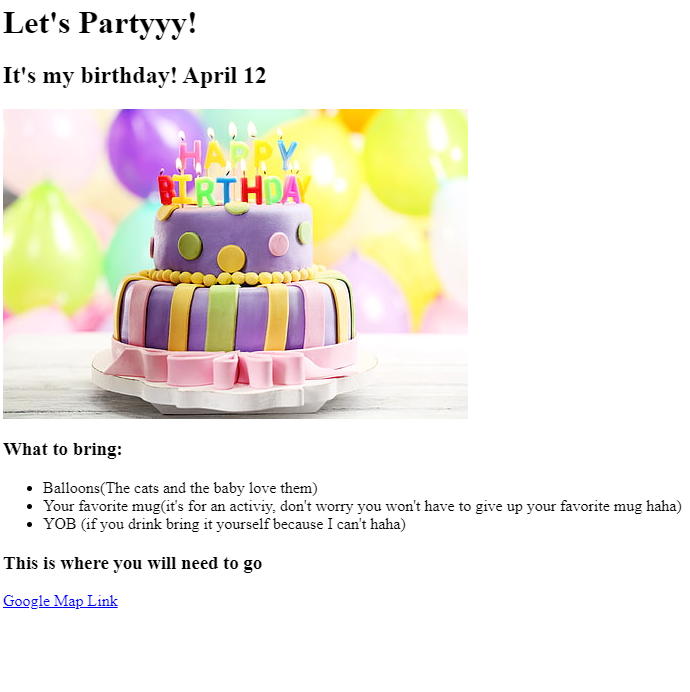 Let's Partyyy!
It's my birthday! April 12
HAPPY
BIRTHDAY
What to bring:
Balloons(The cats and the baby love them)
Your favorite mug(it's for an activiy, don't worry you won't have to give up your favorite mug haha)
YOB (if you drink bring it yourself because I can't haha)
This is where you will need to go
Google Map Link